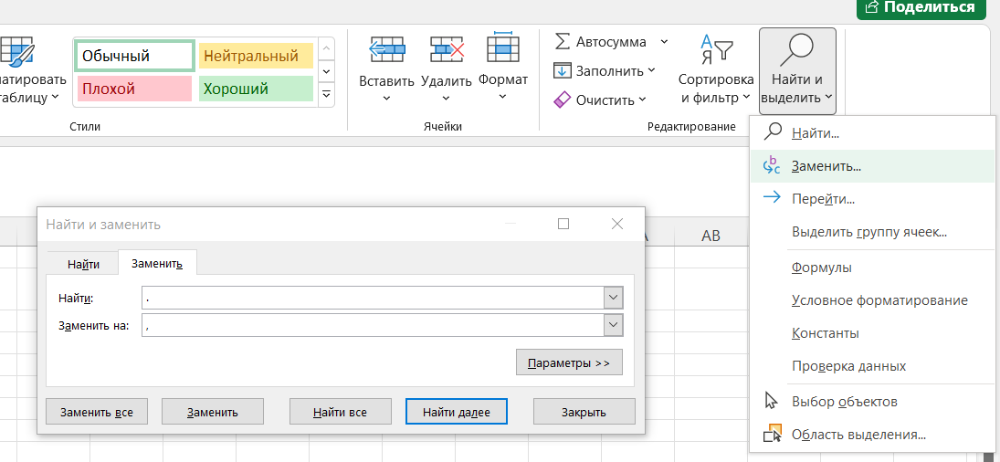 Поделиться
Обычный
Нейтральный
Плохой
Хороший
таблицу
Стили
Вставить
Удалить
Формат
Ячейки
Автосумма
Заполнить
Очистить
Сортировка
и фильтр
Найти и
выделить
Редактирование
Найти...
Заменить...
Перейти...
Выделить группу ячеек...
Формулы
Условное форматирование
Константы
Проверка данных
Выбор объектов
Область выделения...
AB
Найти и заменить
Найти
Заменить
Найти:
.
Заменить на:
,
Параметры >>
Заменить все
Заменить
Найти все
Найти далее
Закрыть